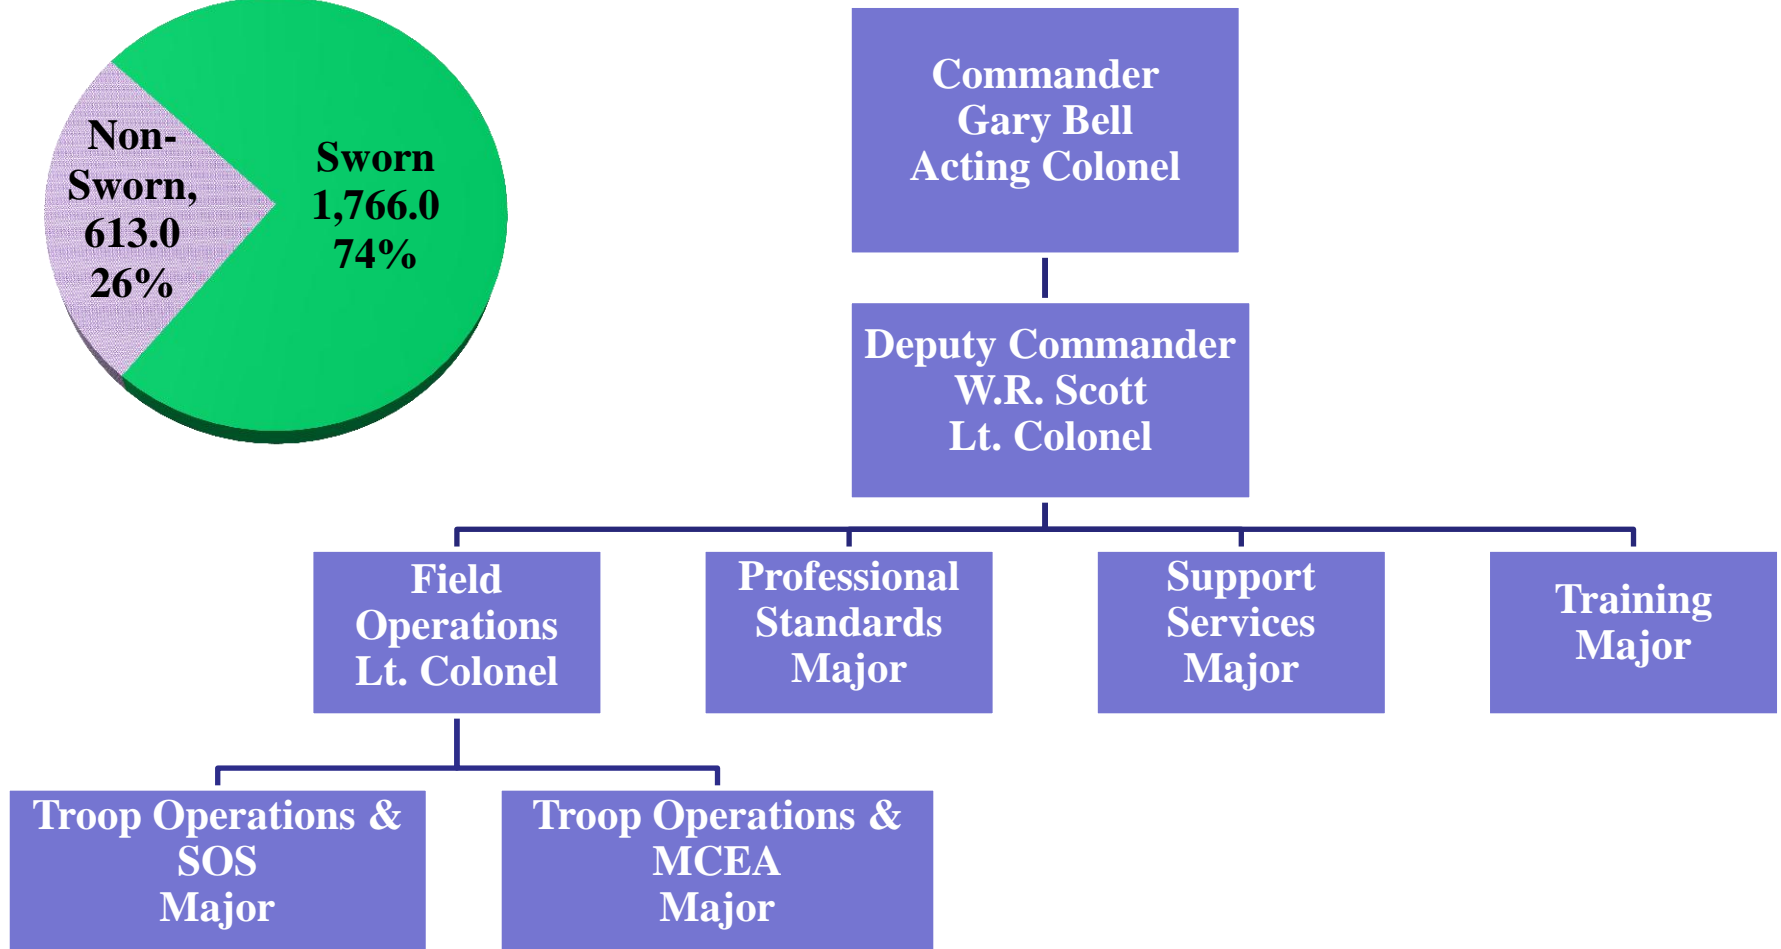 Non-
Sworn,
613.0
26%
Sworn
1,766.0
74%
Commander
Gary Bell
Acting Colonel
Deputy Commander
W.R. Scott
Lt. Colonel
Field
Operations
Lt. Colonel
Professional
Standards
Major
Support
Services
Major
Training
Major
Troop Operations &
SOS
Major
Troop Operations &
MCEA
Major